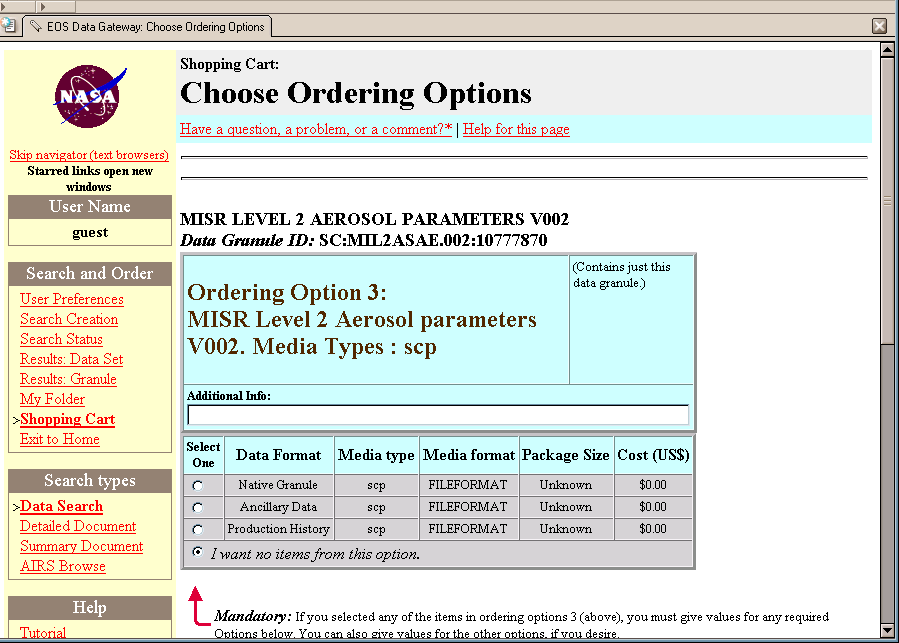 EOS Data Gateway: Choose Ordering Options
NASA
Skip navigator (text browsers)
Starred links open new
windows
User Name
guest
Search and Order
User Preferences
Search Creation
Search Status
Results: Data Set
Results: Granule
My Folder
>Shopping Cart
Exit to Home
Search types
>Data Search
Detailed Document
Summary Document
AIRS Browse
Help
Tutorial
Shopping Cart:
Choose Ordering Options
Have a question, a problem, or a comment?* | Help for this page
MISR LEVEL 2 AEROSOL PARAMETERS V002
Data Granule ID: SC:MIL2ASAE.002:10777870
Ordering Option 3:
MISR Level 2 Aerosol parameters
V002. Media Types : scp
(Contains just this
data granule.)
Additional Info:
Select One Data Format Media type Media format Package Size Cost (US$)
Native Granule scp FILEFORMAT Unknown $0.00
Ancillary Data scp FILEFORMAT Unknown $0.00
Production History scp FILEFORMAT Unknown $0.00
I want no items from this option.
Mandatory: If you selected any of the items in ordering options 3 (above), you must give values for any required
Options below. You can also give values for the other options, if you desire.